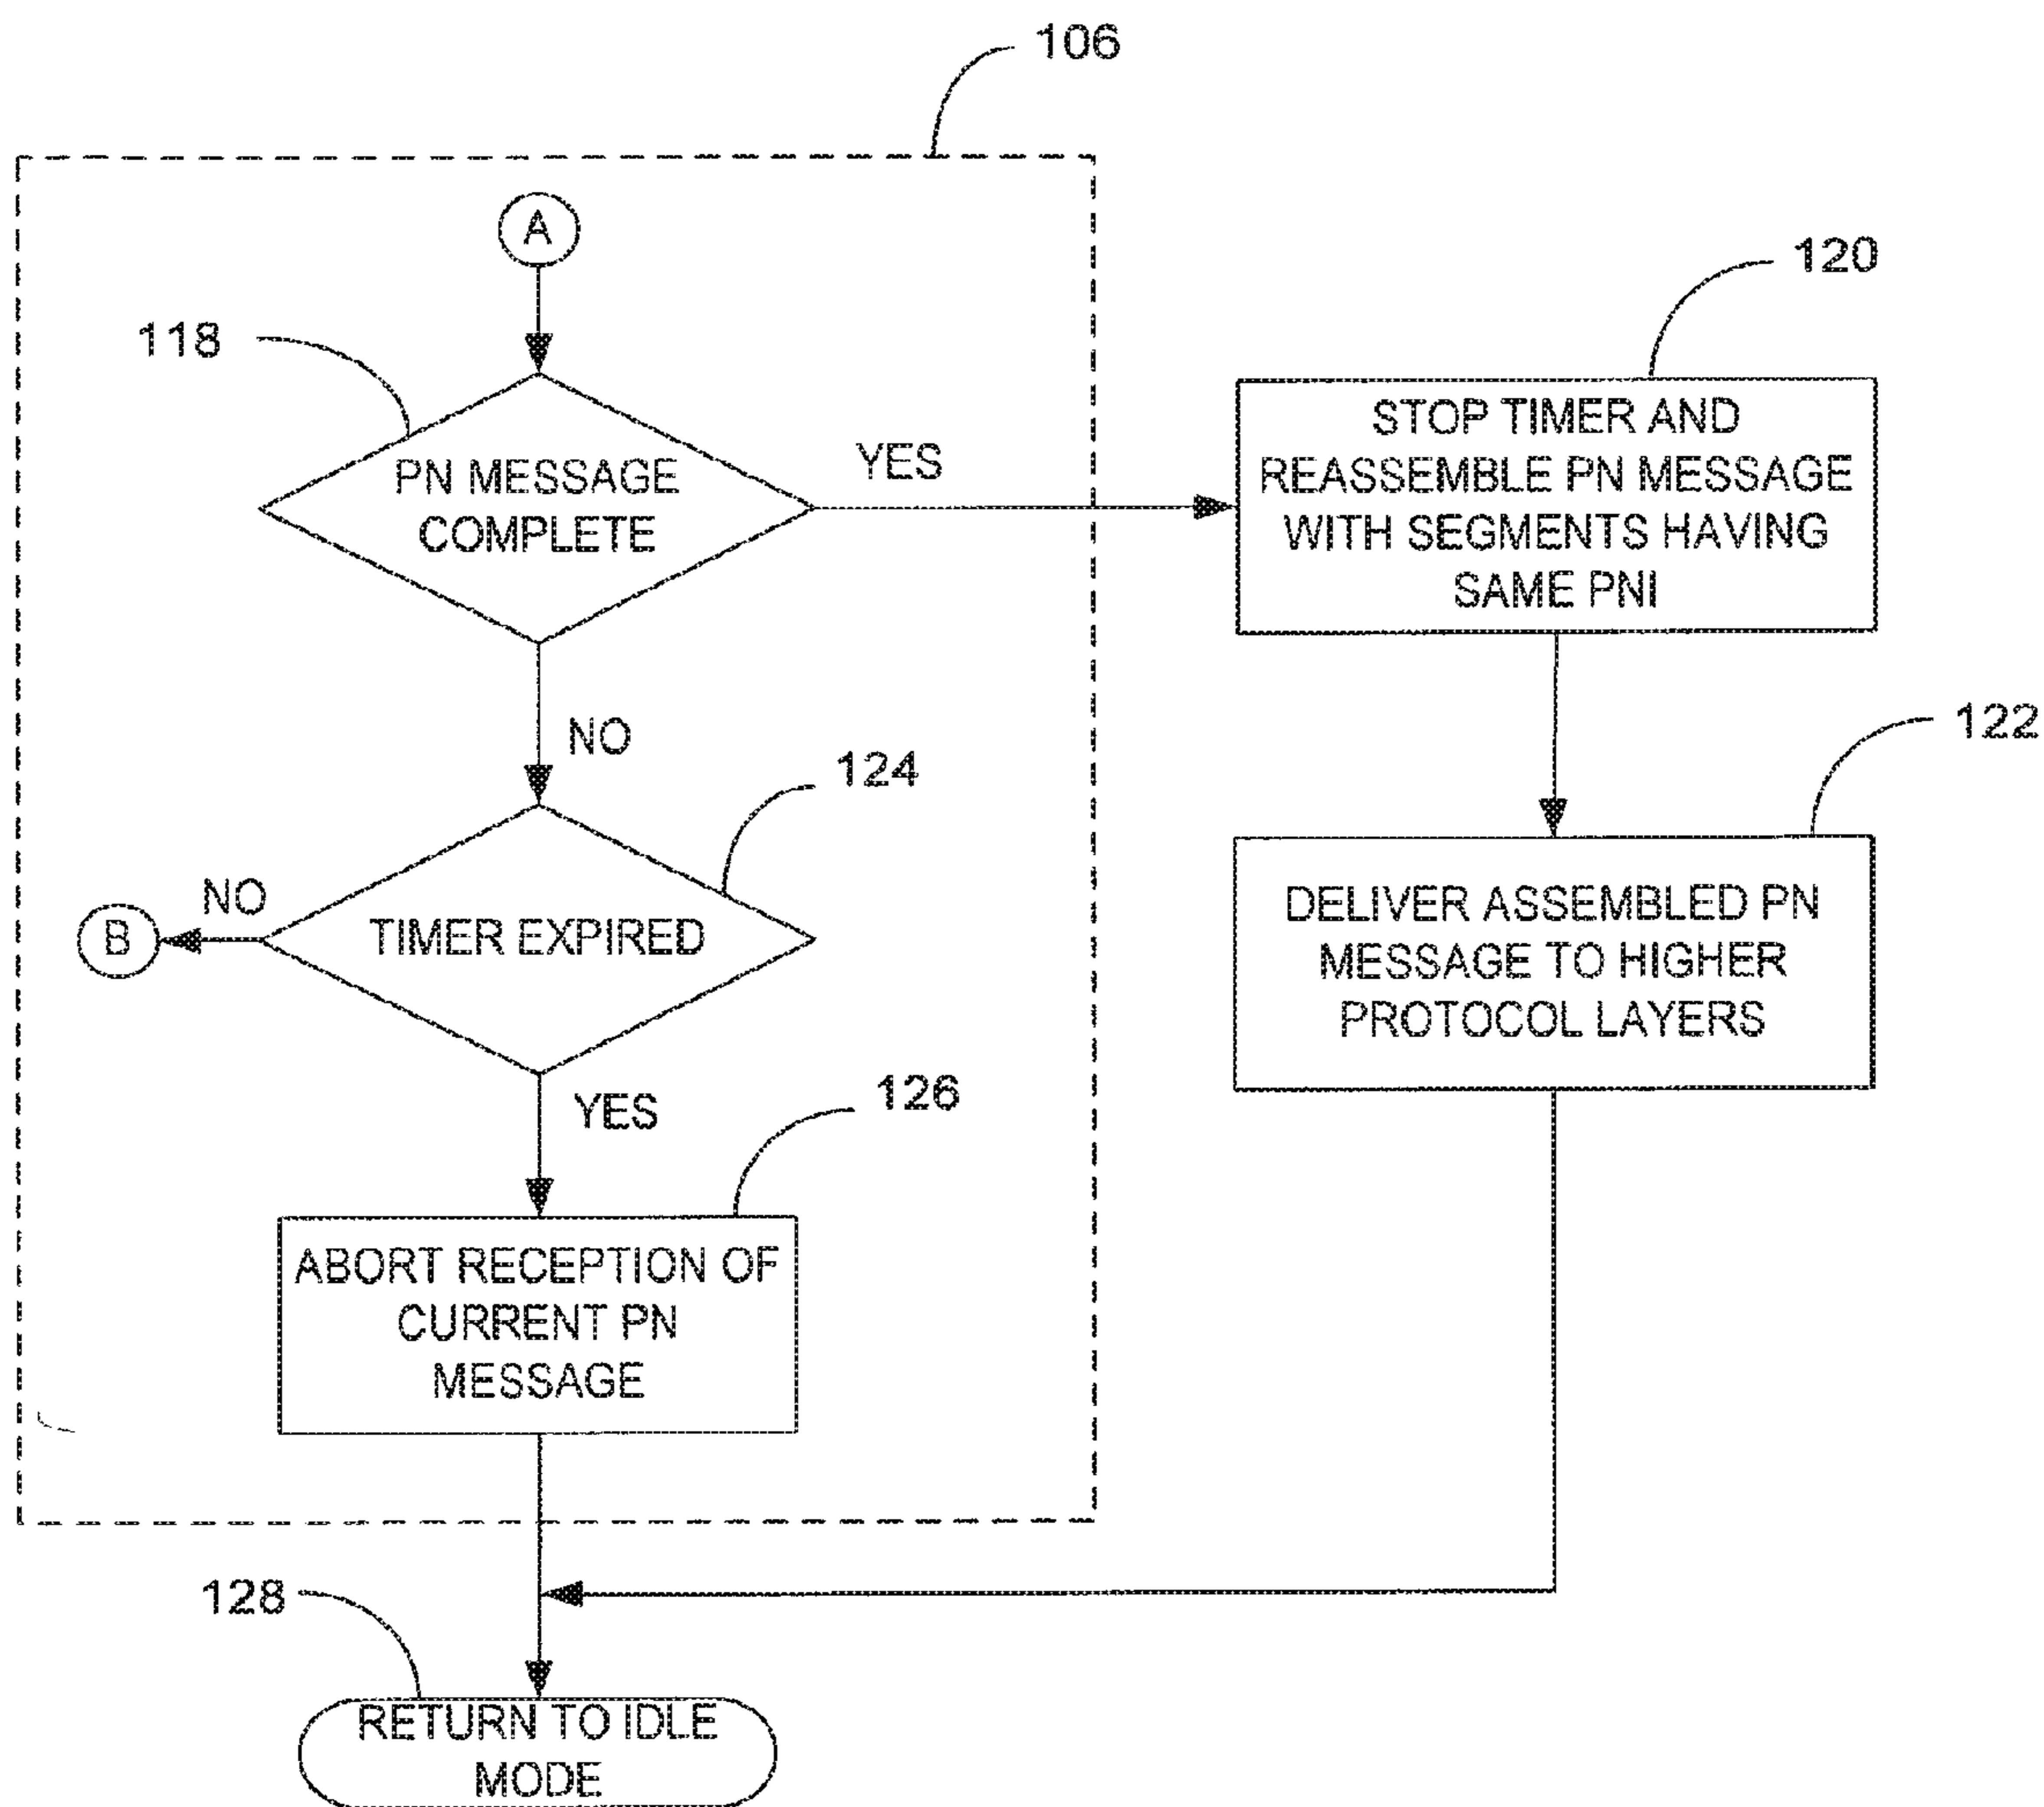 106
A
118
PN MESSAGE
COMPLETE
YES
120
STOP TIMER AND
REASSEMBLE PN MESSAGE
WITH SEGMENTS HAVING
SAME PNI
NO
124
122
NO
B
TIMER EXPIRED
DELIVER ASSEMBLED PN
MESSAGE TO HIGHER
PROTOCOL LAYERS
YES
126
ABORT RECEPTION OF
CURRENT PN
MESSAGE
128
RETURN TO IDLE
MODE